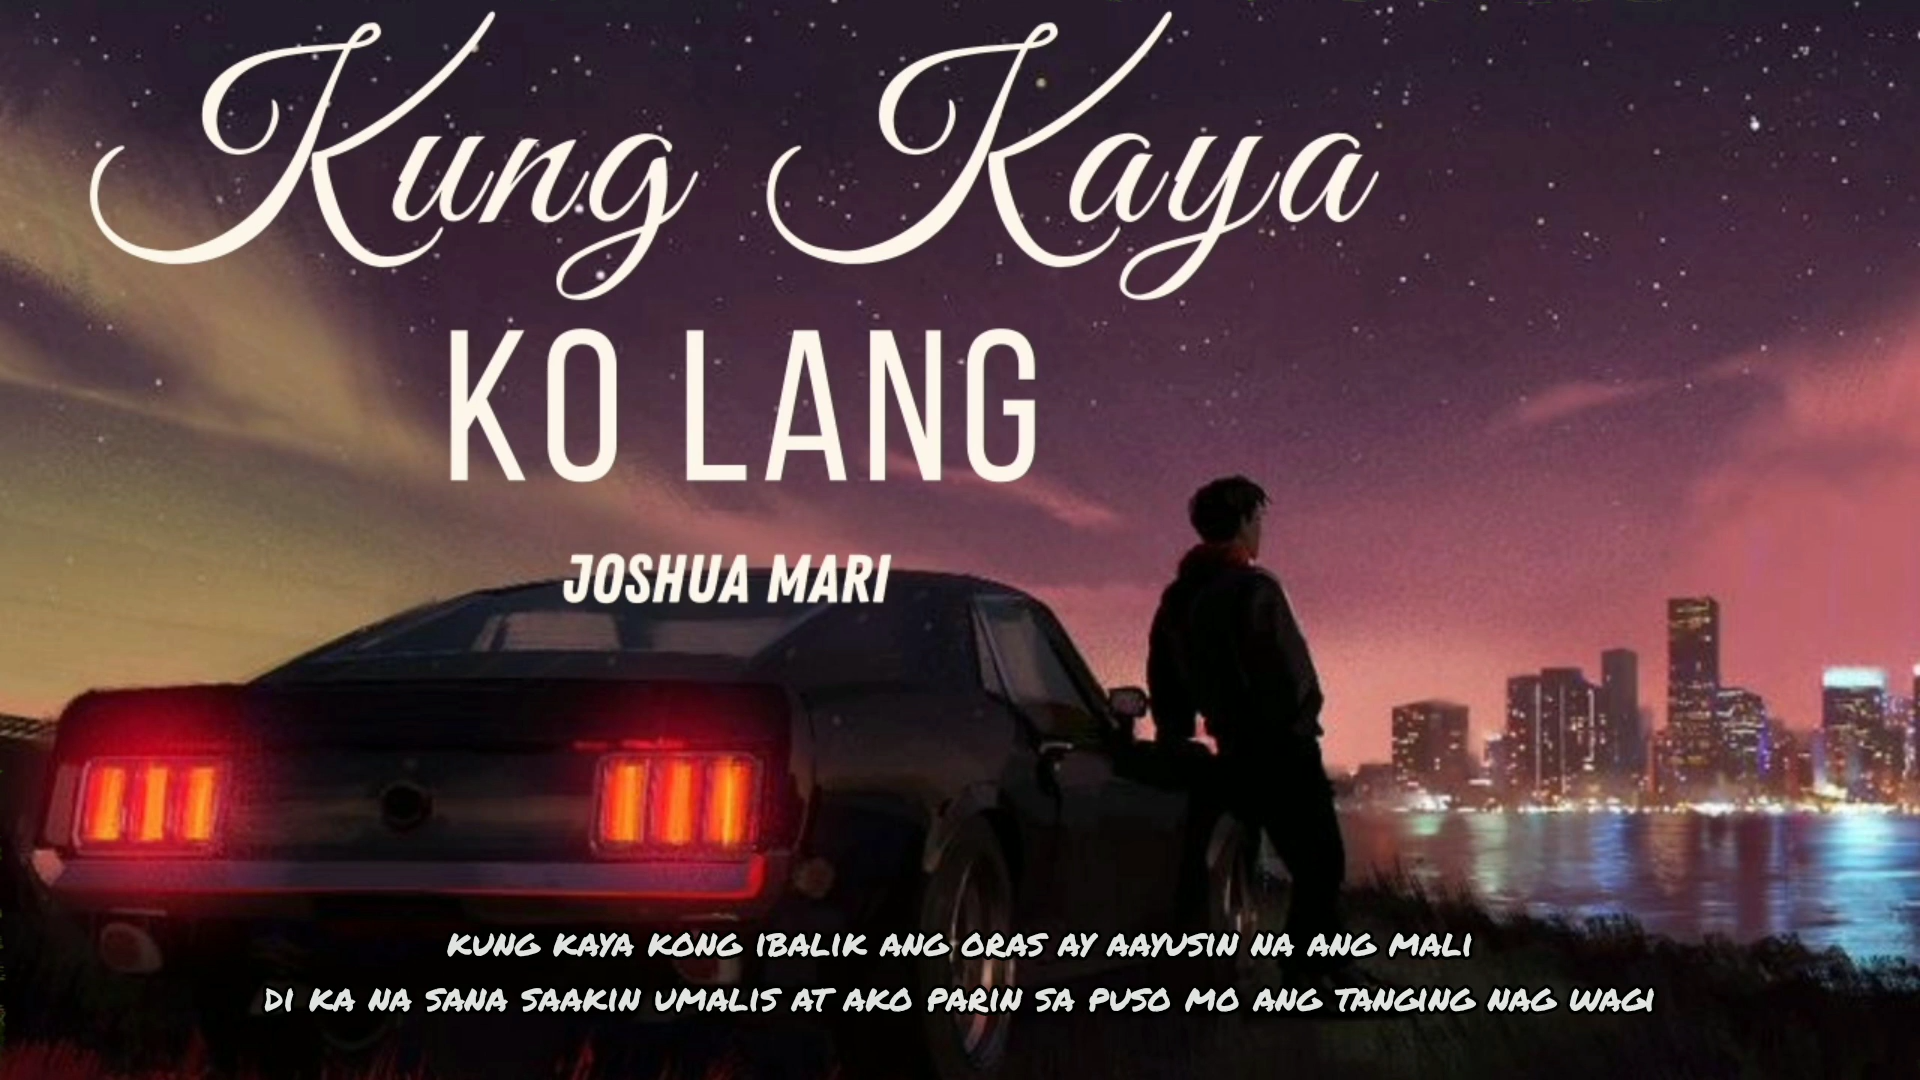 Kung Kaya
KO LANG
JOSHUA MARI
KUNG KAYA KONG IBALIK ANG ORAS AY AAYUSIN NA ANG MALI
DI KA NA SANA SAAKIN UMALIS AT AKO PARIN SA PUSO MO ANG TANGING NAG WAGI